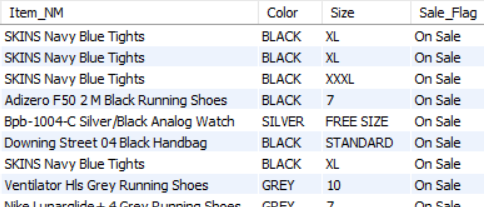 Item_NM Color Size Sale_Flag
SKINS Navy Blue Tights BLACK XL On Sale
SKINS Navy Blue Tights BLACK XL On Sale
SKINS Navy Blue Tights BLACK XXXL On Sale
Adizero F50 2 M Black Running Shoes BLACK 7 On Sale
Bpb-1004-C Silver/Black Analog Watch SILVER FREE SIZE On Sale
Downing Street 04 Black Handbag BLACK STANDARD On Sale
SKINS Navy Blue Tights BLACK XL On Sale
Ventilator Hls Grey Running Shoes GREY 10 On Sale
Nike Lunarglide+ 4 Grey Running Shoes GREY 7 On Sale